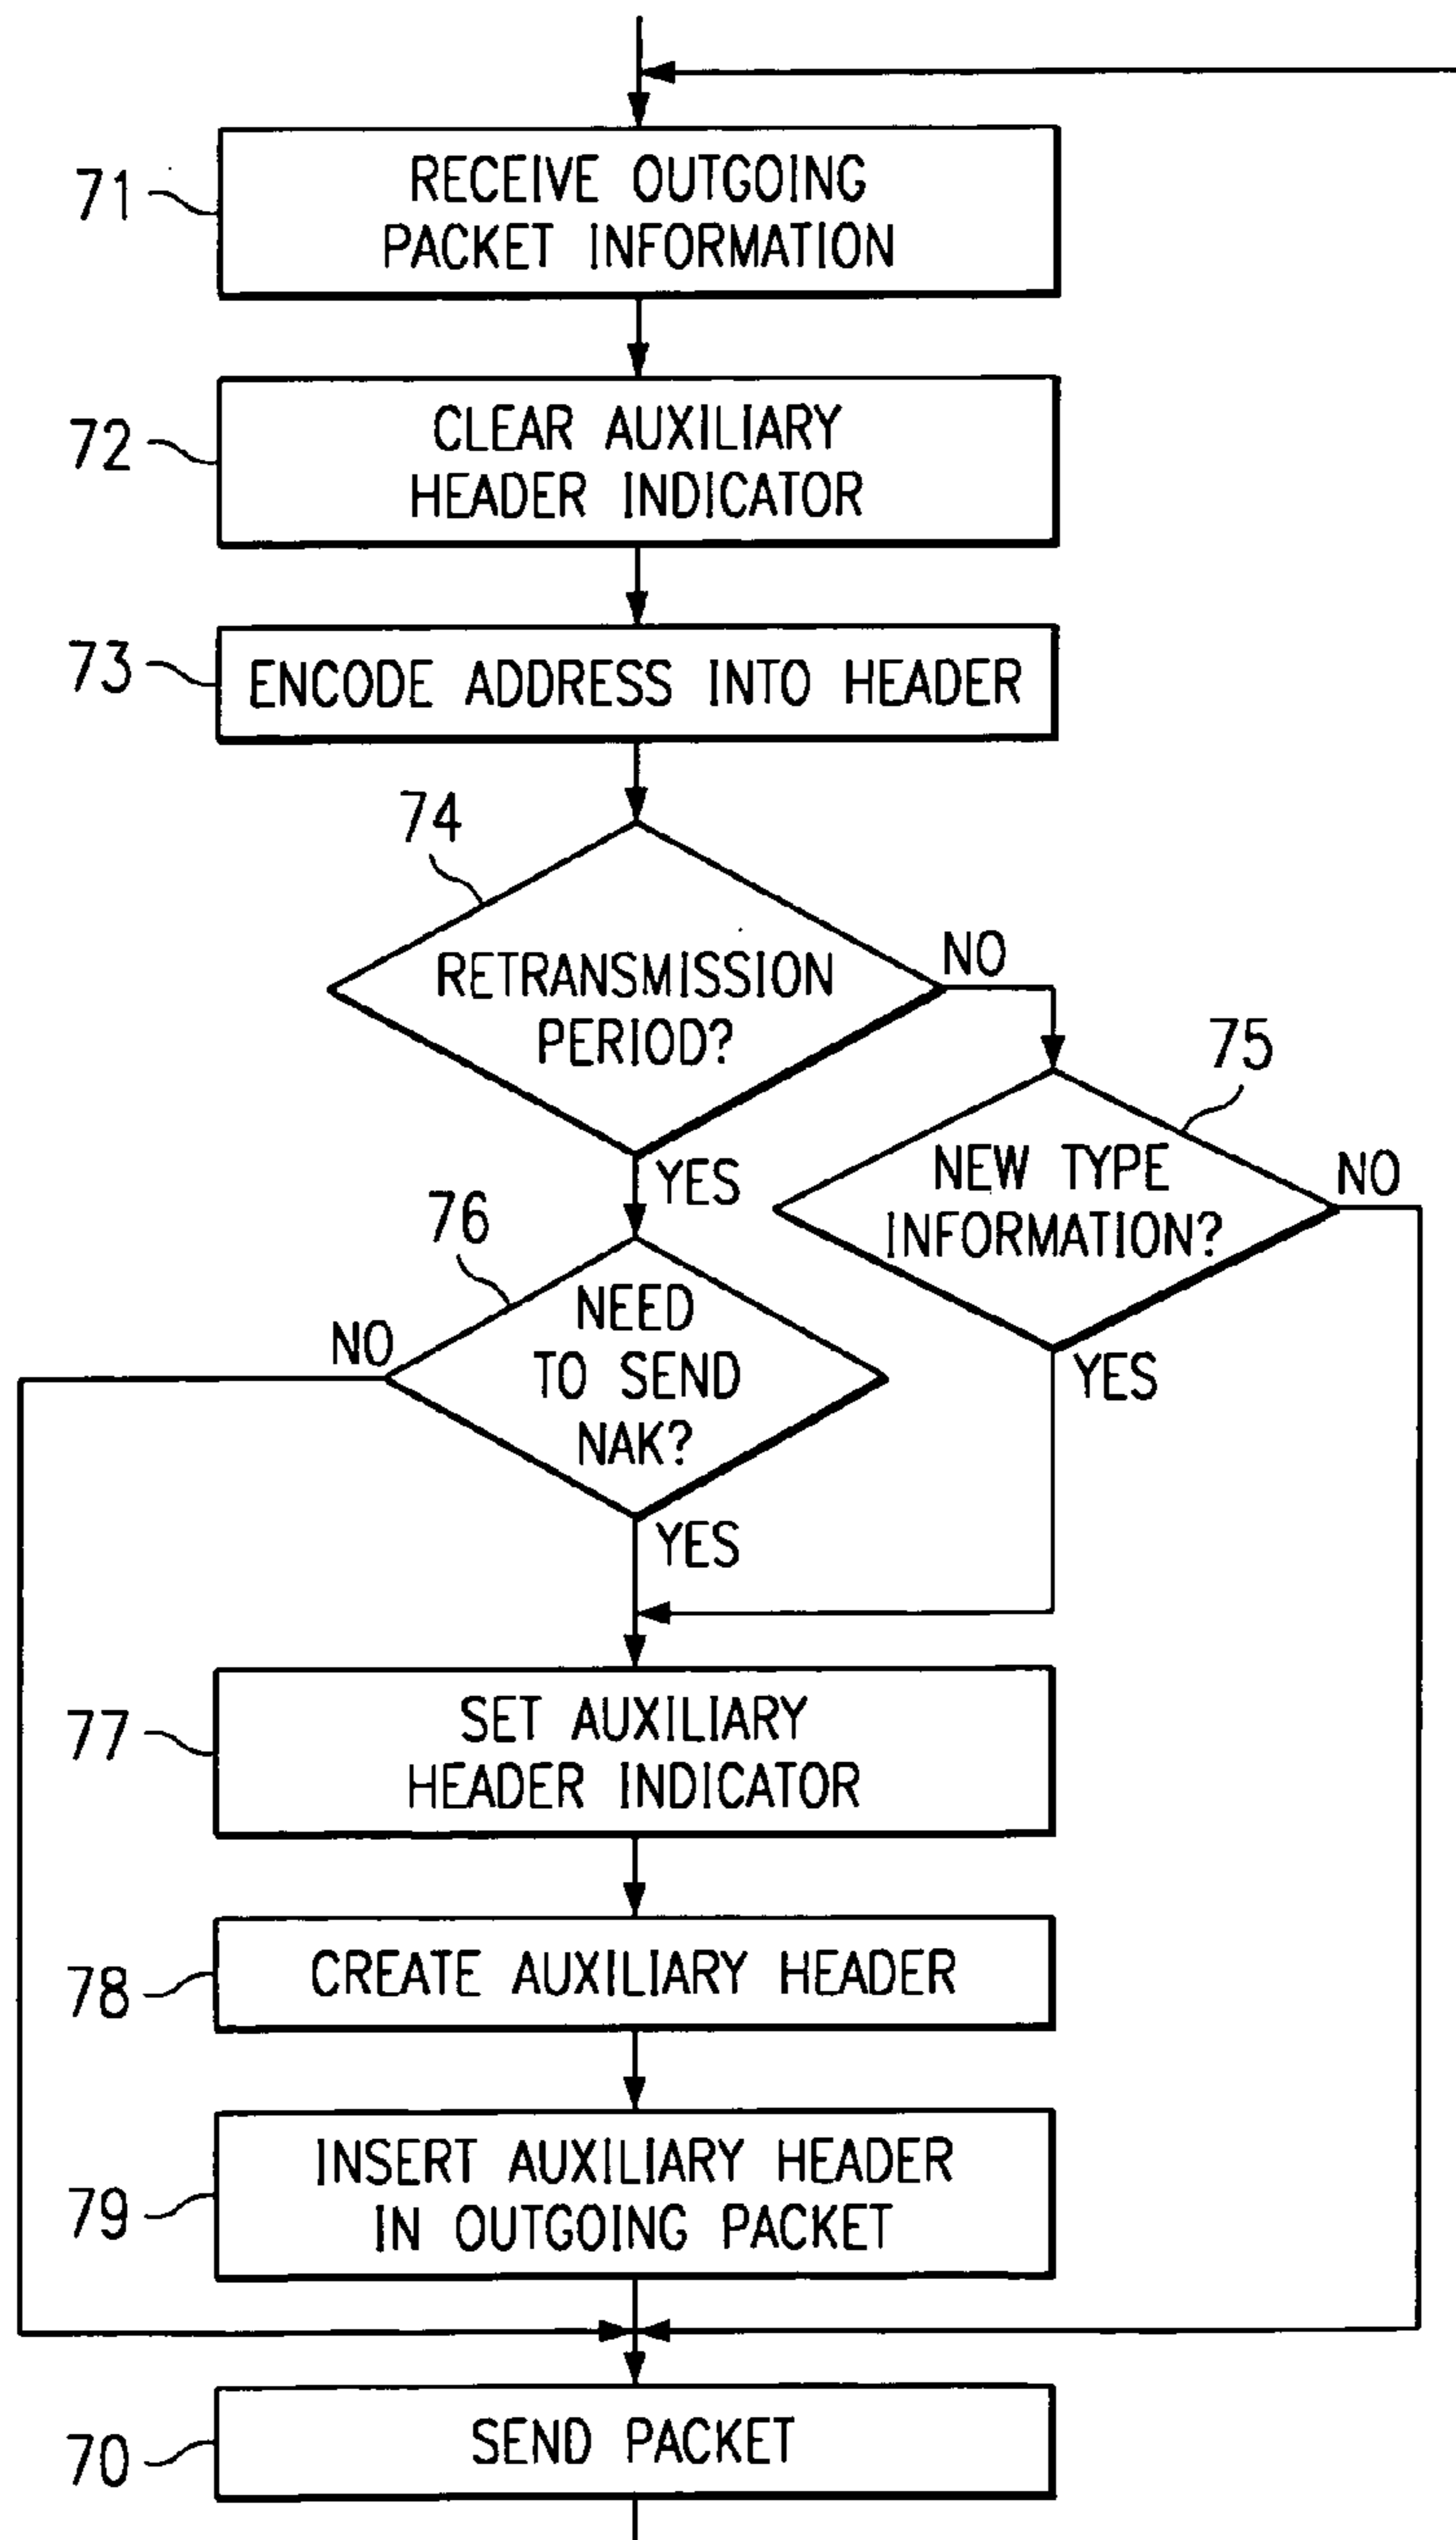 71
RECEIVE OUTGOING
PACKET INFORMATION
72
CLEAR AUXILIARY
HEADER INDICATOR
73
ENCODE ADDRESS INTO HEADER
74
RETRANSMISSION
PERIOD?
NO
YES
75
NEW TYPE
INFORMATION?
NO
YES
76
NEED
TO SEND
NAK?
NO
YES
77
SET AUXILIARY
HEADER INDICATOR
78
CREATE AUXILIARY HEADER
79
INSERT AUXILIARY HEADER
IN OUTGOING PACKET
70
SEND PACKET